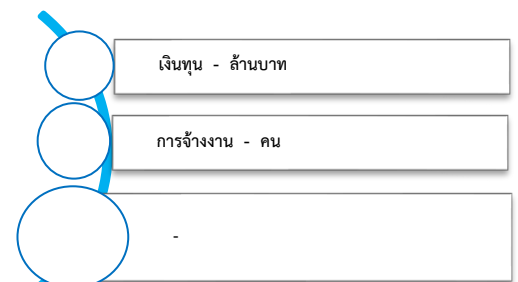 เงินทุน - ล้านบาท
การจ้างงาน - คน
-